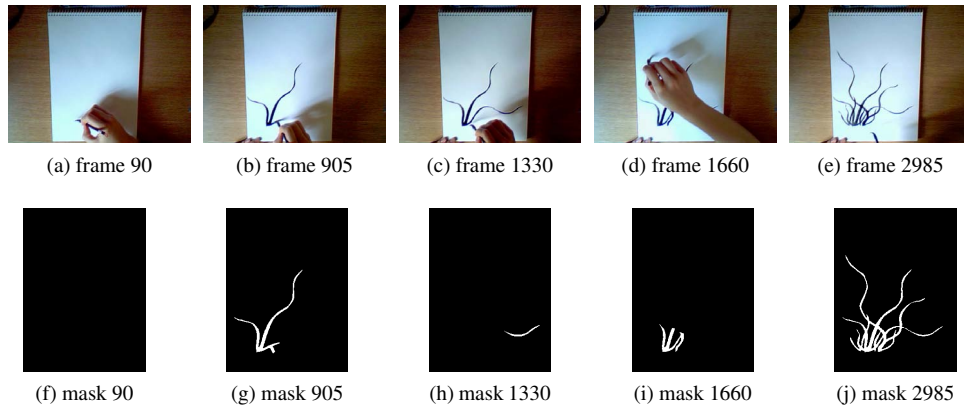 (a) frame 90
(b) frame 905
(c) frame 1330
(d) frame 1660
(e) frame 2985
(f) mask 90
(g) mask 905
(h) mask 1330
(i) mask 1660
(j) mask 2985